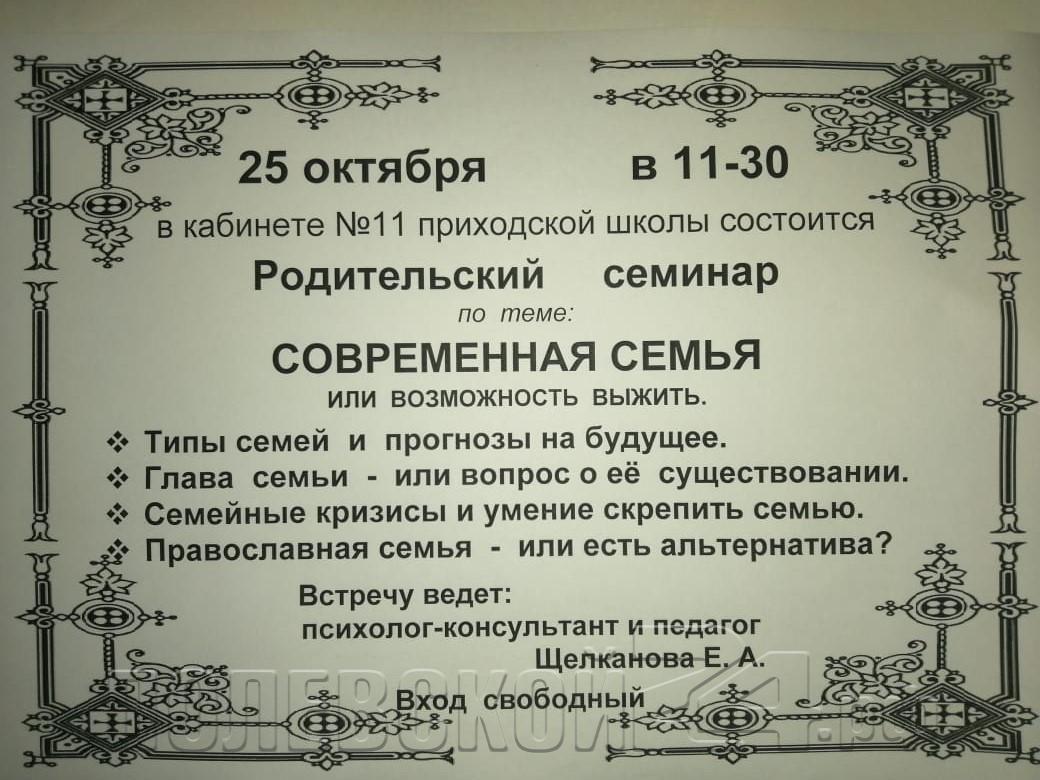 25 октября в 11-30
в кабинете №11 приходской школы состоится
Родительский семинар
по теме:
СОВРЕМЕННАЯ СЕМЬЯ
ИЛИ ВОЗМОЖНОСТЬ ВЫЖИТЬ.
❖ Типы семей и прогнозы на будущее.
❖ Глава семьи - или вопрос о её существовании.
❖ Семейные кризисы и умение скрепить семью.
❖ Православная семья - или есть альтернатива?
Встречу ведет:
психолог-консультант и педагог
Щелканова Е. А.
Вход свободный